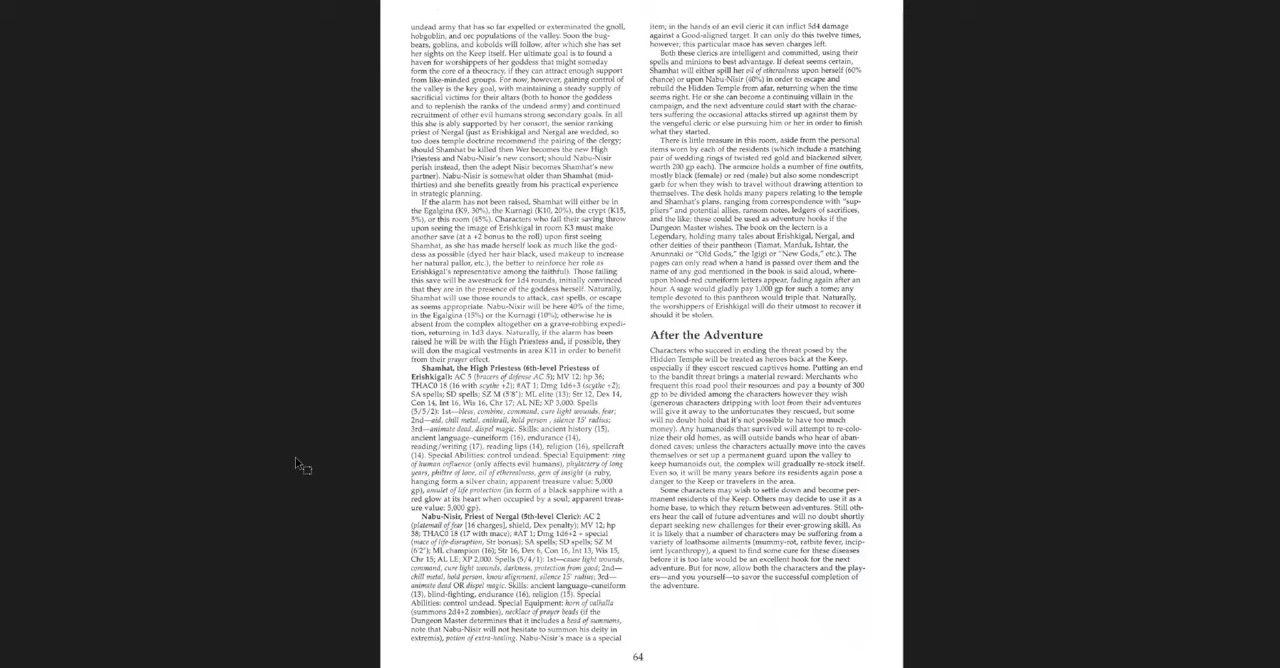 undead army that has so far expelled or exterminated the gnoll,
hobgoblin, and orc populations of the valley. Soon the bug-
bears, goblins, and kobolds will follow, after which she has set
her sights on the Keep itself. Her ultimate goal is to found a
haven for worshippers of her goddess that might someday
form the core of a theocracy, if they can attract enough support
from like-minded groups. For now, however, gaining control of
the valley is the key goal, with maintaining a steady supply of
sacrificial victims for their altars (both to honor the goddess
and to replenish the ranks of the undead army) and continued
recruitment of other evil humans strong secondary goals. In all
this she is ably supported by her consort, the senior ranking
priest of Nergal (just as Erishkigal and Nergal are wedded, so
too does temple doctrine recommend the pairing of the clergy;
should Shamhat be killed then Wer becomes the new High
Priestess and Nabu-Nisir's new consort; should Nabu-Nisir
perish instead, then the adept Nisir becomes Shamhat's new
partner). Nabu-Nisir is somewhat older than Shamhat (mid-
thirties) and she benefits greatly from his practical experience
in strategic planning.
If the alarm has not been raised, Shamhat will either be in
the Egalgina (K9, 30%), the Kurnagi (K10, 20%), the crypt (K15,
5%), or this room (45%). Characters who fail their saving throw
upon seeing the image of Erishkigal in room K3 must make
another save (at a +2 bonus to the roll) upon first seeing
Shamhat, as she has made herself look as much like the god-
dess as possible (dyed her hair black, used makeup to increase
her natural pallor, etc.), the better to reinforce her role as
Erishkigal's representative among the faithful). Those failing
this save will be awestruck for 1d4 rounds, initially convinced
that they are in the presence of the goddess herself. Naturally,
Shamhat will use those rounds to attack, cast spells, or escape
as seems appropriate. Nabu-Nisir will be here 40% of the time,
in the Egalgina (15%) or the Kurnagi (10%); otherwise he is
absent from the complex altogether on a grave-robbing expedi-
tion, returning in 1d3 days. Naturally, if the alarm has been
raised he will be with the High Priestess and, if possible, they
will don the magical vestments in area K11 in order to benefit
from their prayer effect.
Shamhat, the High Priestess (6th-level Priestess of
Erishkigal): AC 5 (bracers of defense AC 5); MV 12; hp 36;
THAC0 18 (16 with scythe +2); #AT 1; Dmg 1d6+3 (scythe +2);
SA spells; SD spells; SZ M (5'8"); ML elite (13); Str 12, Dex 14,
Con 14, Int 16, Wis 16, Chr 17; AL NE; XP 3,000. Spells
(5/5/2): 1st—bless, combine, command, cure light wounds, fear;
2nd—aid, chill metal, enthrall, hold person , silence 15' radius;
3rd—animate dead, dispel magic. Skills: ancient history (15),
ancient language–cuneiform (16), endurance (14),
reading/writing (17), reading lips (14), religion (16), spellcraft
(14). Special Abilities: control undead. Special Equipment: ring
of human influence (only affects evil humans), phylactery of long
years, philtre of love, oil of etherealness, gem of insight (a ruby,
hanging form a silver chain; apparent treasure value: 5,000
gp), amulet of life protection (in form of a black sapphire with a
red glow at its heart when occupied by a soul; apparent treas-
ure value: 5,000 gp).
Nabu-Nisir, Priest of Nergal (5th-level Cleric): AC 2
(platemail of fear [16 charges], shield, Dex penalty); MV 12; hp
38; THAC0 18 (17 with mace); #AT 1; Dmg 1d6+2 + special
(mace of life-disruption, Str bonus); SA spells; SD spells; SZ M
(6'2"); ML champion (16); Str 16, Dex 6, Con 16, Int 13, Wis 15,
Chr 15; AL LE; XP 2,000. Spells (5/4/1): 1st—cause light wounds,
command, cure light wounds, darkness, protection from good; 2nd—
chill metal, hold person, know alignment, silence 15' radius; 3rd—
animate dead OR dispel magic. Skills: ancient language–cuneiform
(13), blind-fighting, endurance (16), religion (15). Special
Abilities: control undead. Special Equipment: horn of valhalla
(summons 2d4+2 zombies), necklace of prayer beads (if the
Dungeon Master determines that it includes a bead of summons,
note that Nabu-Nisir will not hesitate to summon his deity in
extremis), potion of extra-healing. Nabu-Nisir's mace is a special
item; in the hands of an evil cleric it can inflict 5d4 damage
against a Good-aligned target. It can only do this twelve times,
however; this particular mace has seven charges left.
Both these clerics are intelligent and committed, using their
spells and minions to best advantage. If defeat seems certain,
Shamhat will either spill her oil of etherealness upon herself (60%
chance) or upon Nabu-Nisir (40%) in order to escape and
rebuild the Hidden Temple from afar, returning when the time
seems right. He or she can become a continuing villain in the
campaign, and the next adventure could start with the charac-
ters suffering the occasional attacks stirred up against them by
the vengeful cleric or else pursuing him or her in order to finish
what they started.
There is little treasure in this room, aside from the personal
items worn by each of the residents (which include a matching
pair of wedding rings of twisted red gold and blackened silver,
worth 200 gp each). The armoire holds a number of fine outfits,
mostly black (female) or red (male) but also some nondescript
garb for when they wish to travel without drawing attention to
themselves. The desk holds many papers relating to the temple
and Shamhat's plans, ranging from correspondence with "sup-
pliers" and potential allies, ransom notes, ledgers of sacrifices,
and the like; these could be used as adventure hooks if the
Dungeon Master wishes. The book on the lectern is a
Legendary, holding many tales about Erishkigal, Nergal, and
other deities of their pantheon (Tiamat, Marduk, Ishtar, the
Anunnaki or "Old Gods," the Igigi or "New Gods," etc.). The
pages can only read when a hand is passed over them and the
name of any god mentioned in the book is said aloud, where-
upon blood-red cuneiform letters appear, fading again after an
hour. A sage would gladly pay 1,000 gp for such a tome; any
temple devoted to this pantheon would triple that. Naturally,
the worshippers of Erishkigal will do their utmost to recover it
should it be stolen.
After the Adventure
Characters who succeed in ending the threat posed by the
Hidden Temple will be treated as heroes back at the Keep,
especially if they escort rescued captives home. Putting an end
to the bandit threat brings a material reward: Merchants who
frequent this road pool their resources and pay a bounty of 300
gp to be divided among the characters however they wish
(generous characters dripping with loot from their adventures
will give it away to the unfortunates they rescued, but some
will no doubt hold that it's not possible to have too much
money). Any humanoids that survived will attempt to re-colo-
nize their old homes, as will outside bands who hear of aban-
doned caves; unless the characters actually move into the caves
themselves or set up a permanent guard upon the valley to
keep humanoids out, the complex will gradually re-stock itself.
Even so, it will be many years before its residents again pose a
danger to the Keep or travelers in the area.
Some characters may wish to settle down and become per-
manent residents of the Keep. Others may decide to use it as a
home base, to which they return between adventures. Still oth-
ers hear the call of future adventures and will no doubt shortly
depart seeking new challenges for their ever-growing skill. As
it is likely that a number of characters may be suffering from a
variety of loathsome ailments (mummy-rot, ratbite fever, incip-
ient lycanthropy), a quest to find some cure for these diseases
before it is too late would be an excellent hook for the next
adventure. But for now, allow both the characters and the play-
ers—and you yourself—to savor the successful completion of
the adventure.
64